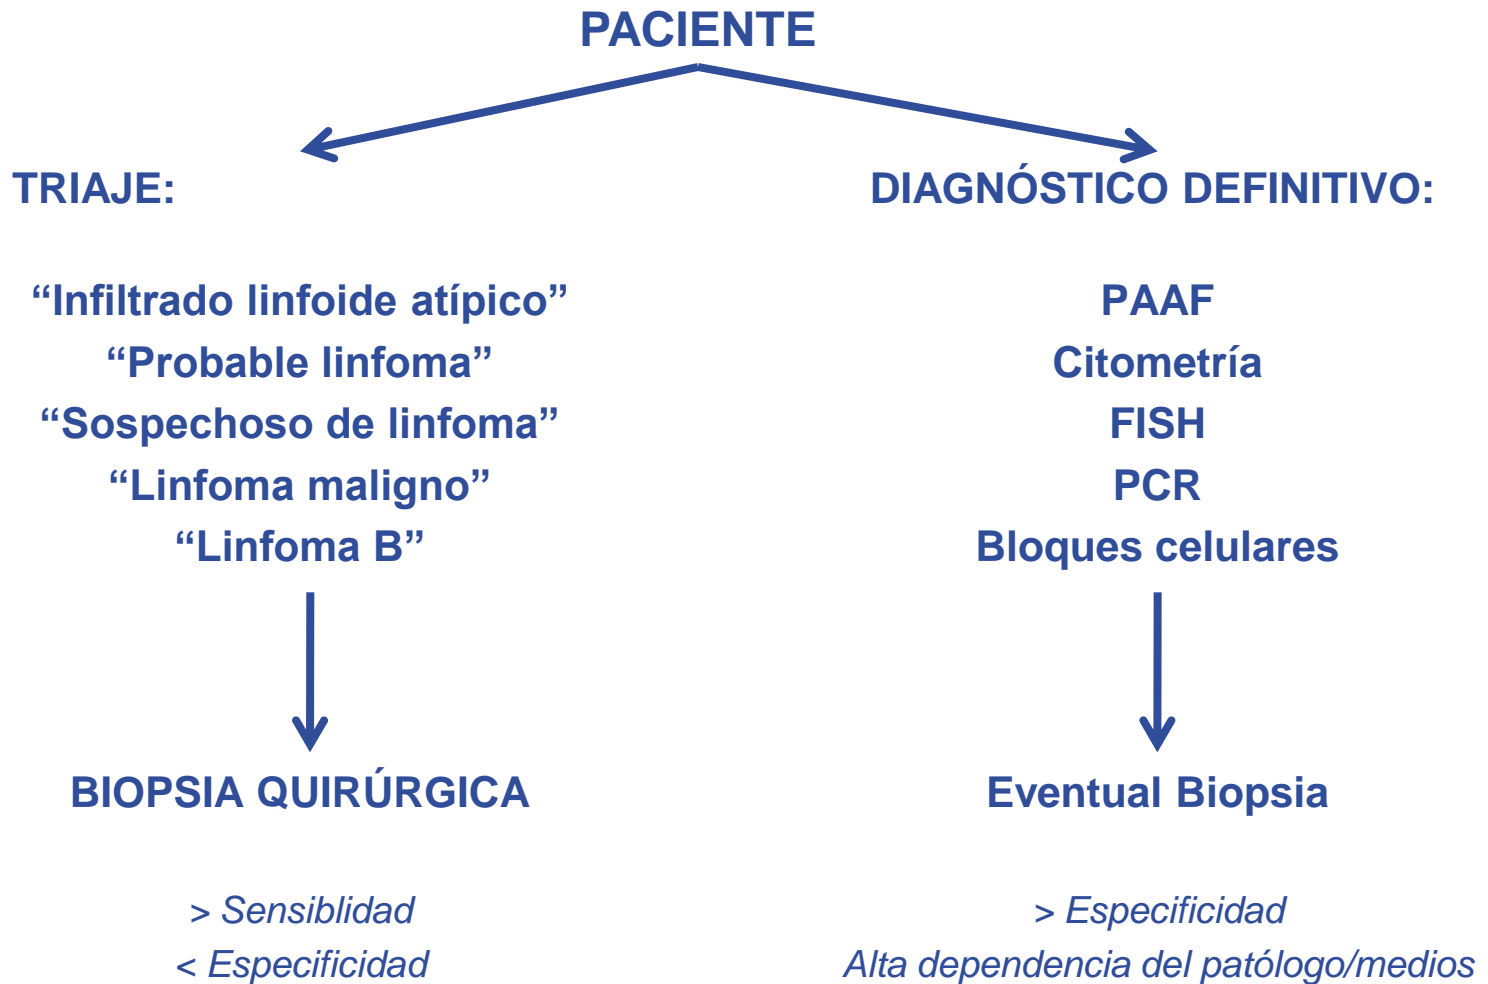 PACIENTE
TRIAJE:
“Infiltrado linfoide atípico”
“Probable linfoma”
“Sospechoso de linfoma”
“Linfoma maligno”
“Linfoma B”
BIOPSIA QUIRÚRGICA
> Sensiblidad
< Especificidad
DIAGNÓSTICO DEFINITIVO:
PAAF
Citometría
FISH
PCR
Bloques celulares
Eventual Biopsia
> Especificidad
Alta dependencia del patólogo/medios